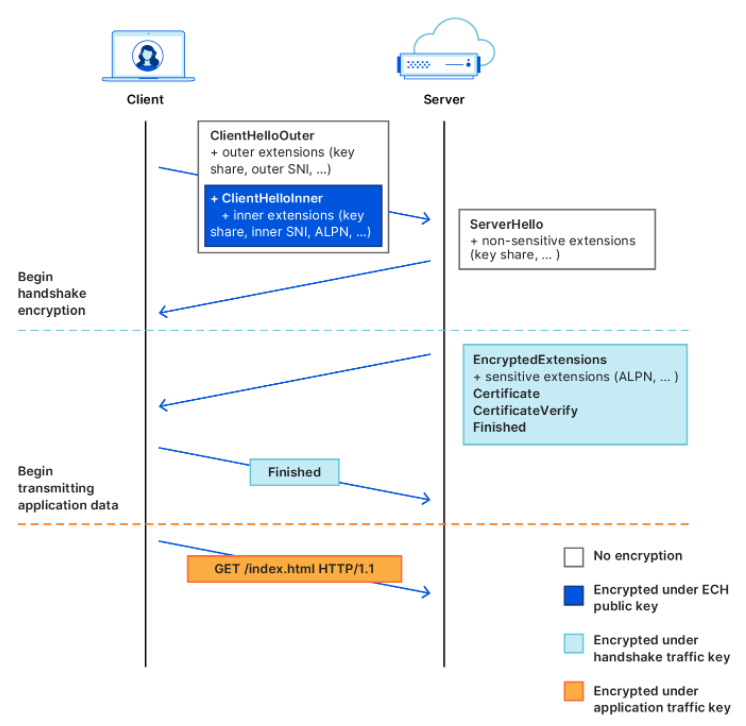 Client
Server
ClientHelloOuter
+ outer extensions (key
share, outer SNI, ...)
+ ClientHelloInner
+ inner extensions (key
share, inner SNI, ALPN, ...)
ServerHello
+ non-sensitive extensions
(key share, ... )
Begin
handshake
encryption
EncryptedExtensions
+ sensitive extensions (ALPN, ... )
Certificate
CertificateVerify
Finished
Finished
Begin
transmitting
application data
GET /index.html HTTP/1.1
No encryption
Encrypted under ECH
public key
Encrypted under
handshake traffic key
Encrypted under
application traffic key